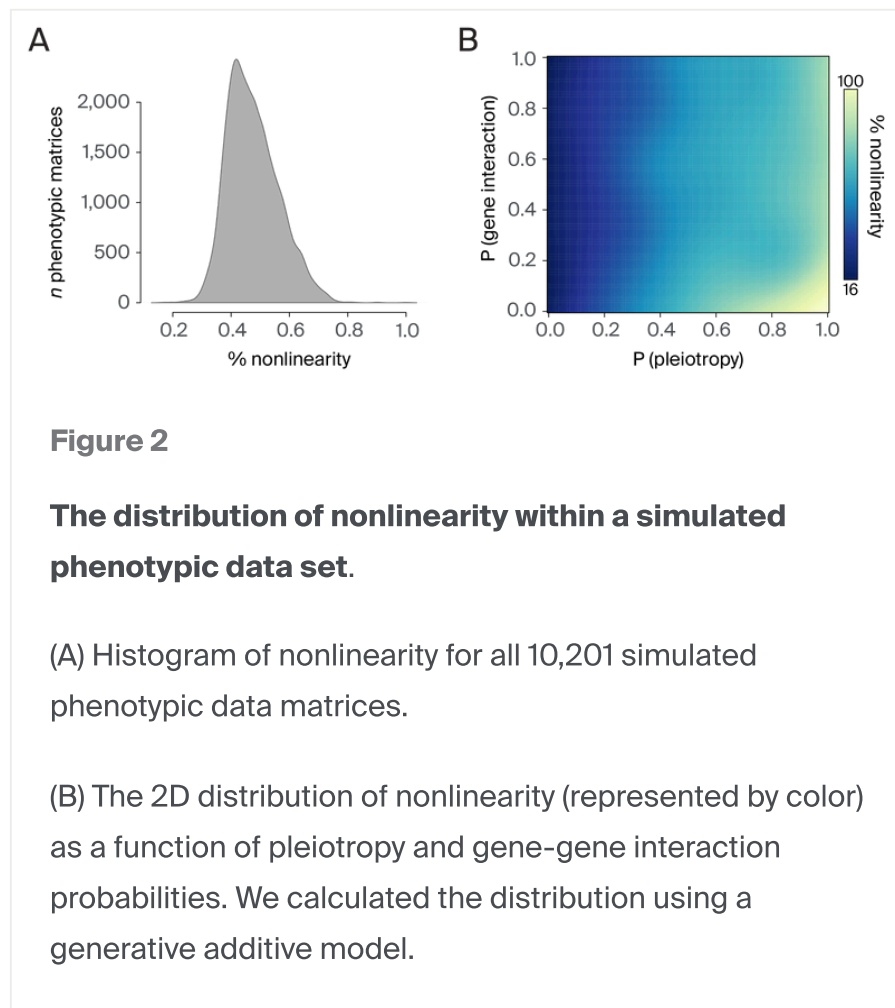 A
n phenotypic matrices
2,000
1,500
1,000
500
0
0.2 0.4 0.6 0.8 1.0
% nonlinearity
B
P (gene interaction)
1.0
0.8
0.6
0.4
0.2
0.0
0.0 0.2 0.4 0.6 0.8 1.0
P (pleiotropy)
100
% nonlinearity
16
Figure 2
The distribution of nonlinearity within a simulated
phenotypic data set.
(A) Histogram of nonlinearity for all 10,201 simulated
phenotypic data matrices.
(B) The 2D distribution of nonlinearity (represented by color)
as a function of pleiotropy and gene-gene interaction
probabilities. We calculated the distribution using a
generative additive model.